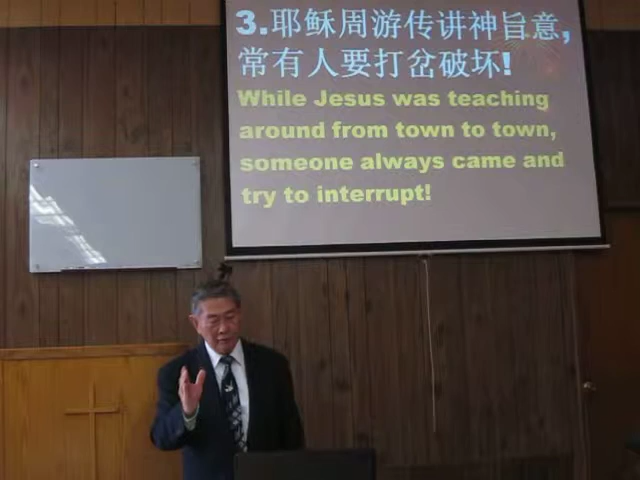 3.耶稣周游传讲神旨意,
常有人要打岔破坏!
While Jesus was teaching
around from town to town,
someone always came and
try to interrupt!